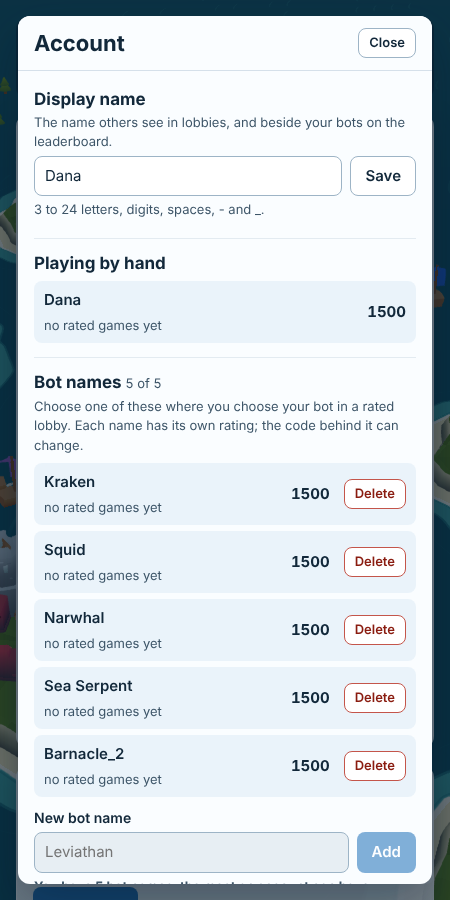 Account
Close
Display name
The name others see in lobbies, and beside your bots on the
leaderboard.
Dana
Save
3 to 24 letters, digits, spaces, - and _.
Playing by hand
Dana
no rated games yet
1500
Bot names 5 of 5
Choose one of these where you choose your bot in a rated
lobby. Each name has its own rating; the code behind it can
change.
Kraken
no rated games yet
1500
Delete
Squid
no rated games yet
1500
Delete
Narwhal
no rated games yet
1500
Delete
Sea Serpent
no rated games yet
1500
Delete
Barnacle_2
no rated games yet
1500
Delete
New bot name
Leviathan
Add